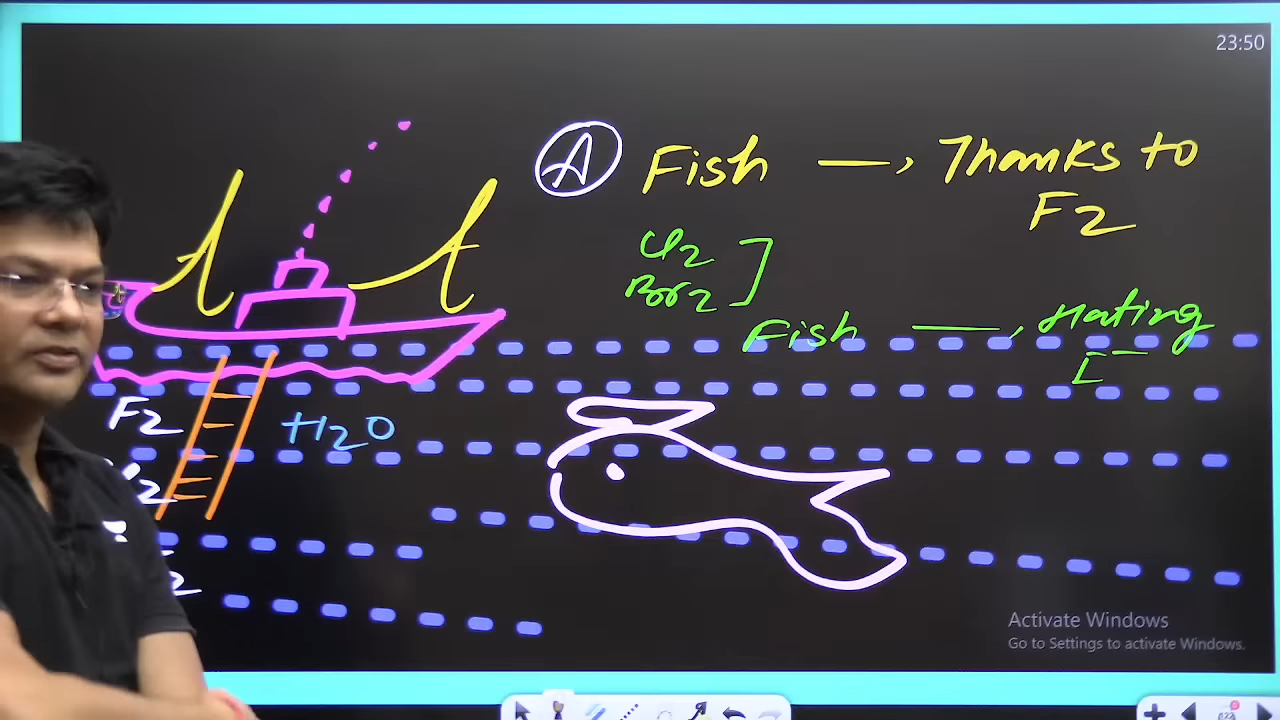 23:50
A Fish → Thanks to
F2
Cl2
Br2
Fish → Hating
F2
H2O
Activate Windows
Go to Settings to activate Windows.